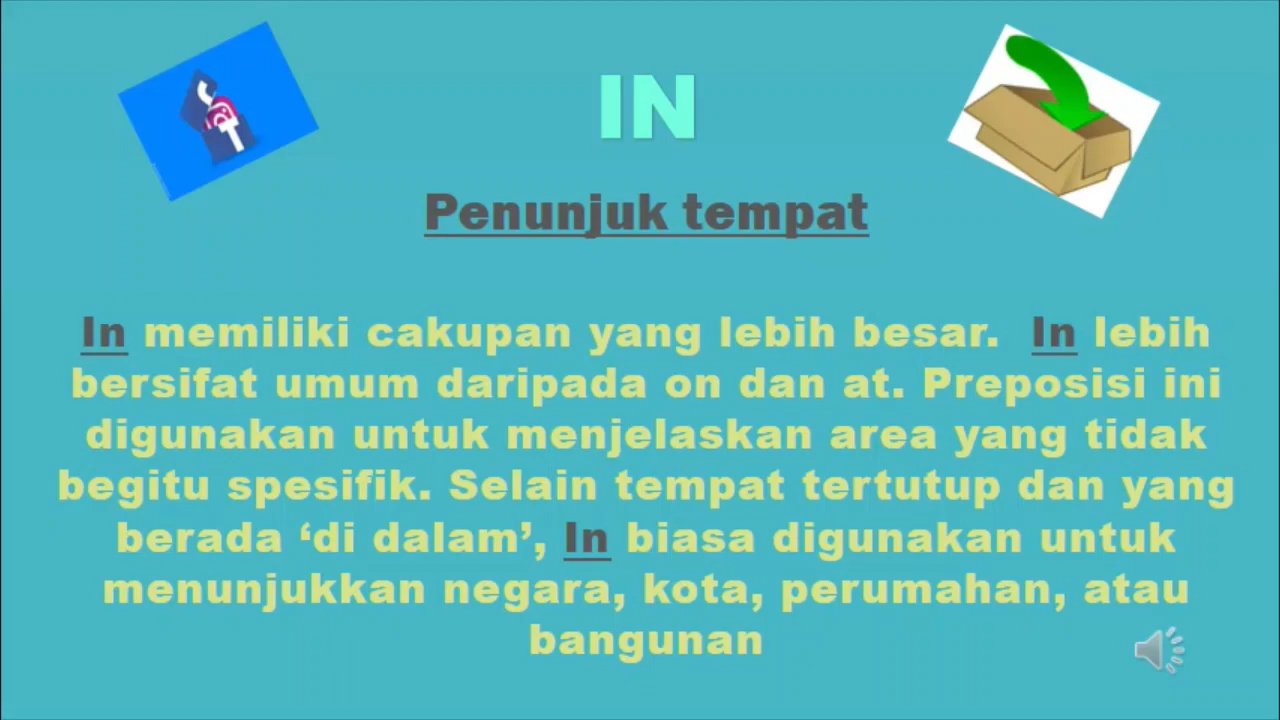 IN
Penunjuk tempat
In memiliki cakupan yang lebih besar. In lebih
bersifat umum daripada on dan at. Preposisi ini
digunakan untuk menjelaskan area yang tidak
begitu spesifik. Selain tempat tertutup dan yang
berada ‘di dalam’, In biasa digunakan untuk
menunjukkan negara, kota, perumahan, atau
bangunan